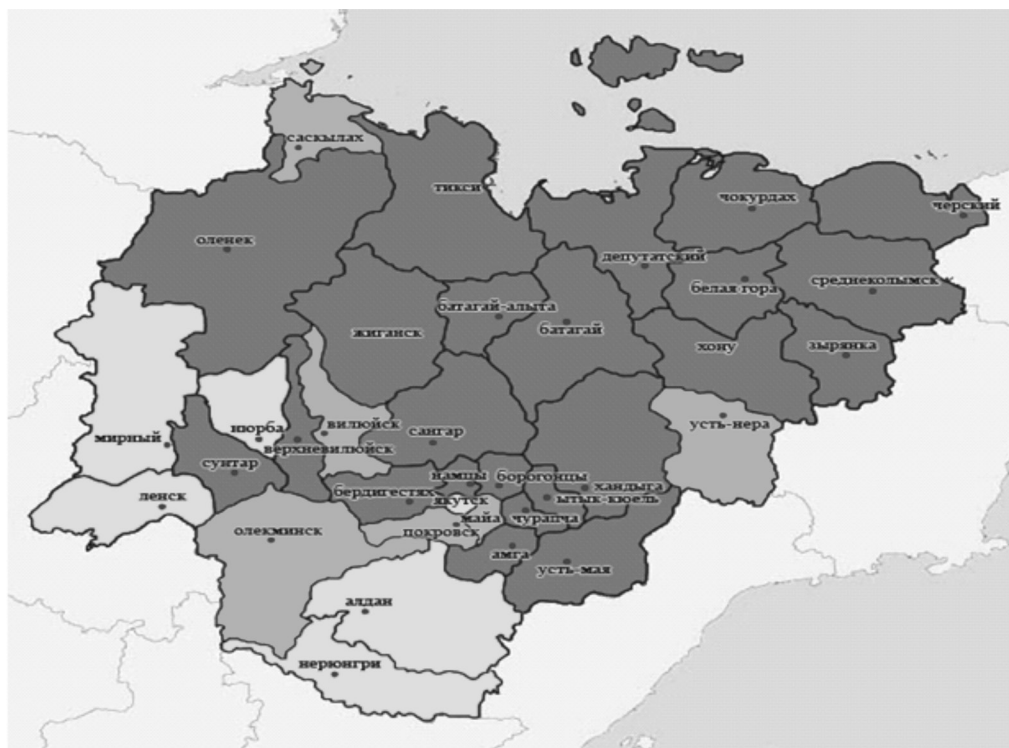 саскылах
тикси
чокурдах
черский
оленек
депутатский
белая гора
среднеколымск
батагай-алыта
жиганск
батагай
хону
зырянка
мирный
нюрба
вилюйск
верхневилюйск
сангар
усть-нера
сунтар
ленск
намцы
борогонцы
бердигестях
якутск
хандыга
ытык-кюель
майа
чурапча
покровск
олекминск
амга
усть-мая
алдан
нерюнгри